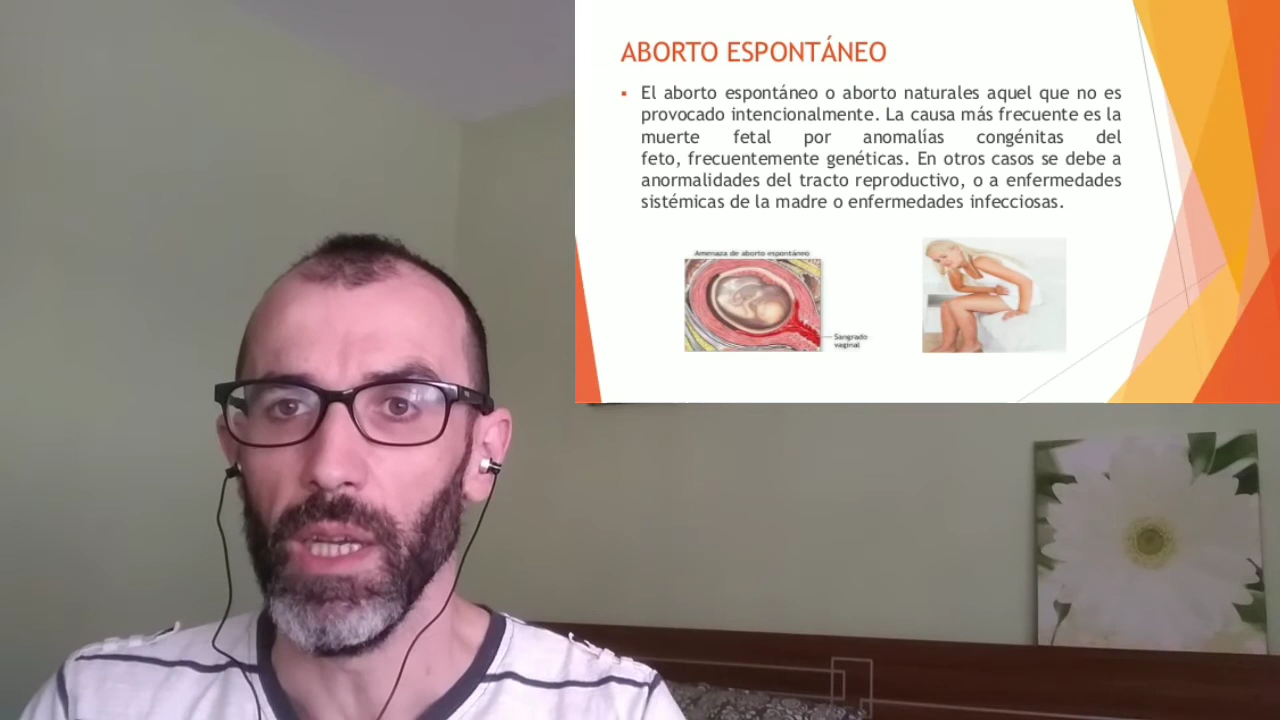 ABORTO ESPONTÁNEO
▪ El aborto espontáneo o aborto naturales aquel que no es
provocado intencionalmente. La causa más frecuente es la
muerte fetal por anomalías congénitas del
feto, frecuentemente genéticas. En otros casos se debe a
anormalidades del tracto reproductivo, o a enfermedades
sistémicas de la madre o enfermedades infecciosas.
Amenaza de aborto espontáneo
Sangrado
vaginal